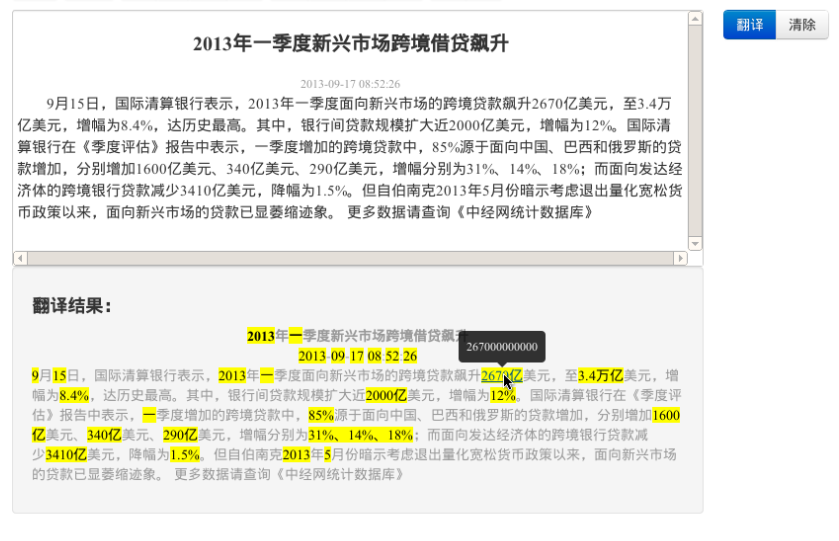 翻译
清除
2013年一季度新兴市场跨境借贷飙升
2013-09-17 08:52:26
9月15日，国际清算银行表示，2013年一季度面向新兴市场的跨境贷款飙升2670亿美元，至3.4万
亿美元，增幅为8.4%，达历史最高。其中，银行间贷款规模扩大近2000亿美元，增幅为12%。国际清
算银行在《季度评估》报告中表示，一季度增加的跨境贷款中，85%源于面向中国、巴西和俄罗斯的贷
款增加，分别增加1600亿美元、340亿美元、290亿美元，增幅分别为31%、14%、18%；而面向发达经
济体的跨境银行贷款减少3410亿美元，降幅为1.5%。但自伯南克2013年5月份暗示考虑退出量化宽松货
币政策以来，面向新兴市场的贷款已显萎缩迹象。 更多数据请查询《中经网统计数据库》
翻译结果：
2013年一季度新兴市场跨境借贷飙升
267000000000
2013-09-17 08:52:26
9月15日，国际清算银行表示，2013年一季度面向新兴市场的跨境贷款飙升2670亿美元，至3.4万亿美元，增
幅为8.4%，达历史最高。其中，银行间贷款规模扩大近2000亿美元，增幅为12%。国际清算银行在《季度评
估》报告中表示，一季度增加的跨境贷款中，85%源于面向中国、巴西和俄罗斯的贷款增加，分别增加1600
亿美元、340亿美元、290亿美元，增幅分别为31%、14%、18%；而面向发达经济体的跨境银行贷款减
少3410亿美元，降幅为1.5%。但自伯南克2013年5月份暗示考虑退出量化宽松货币政策以来，面向新兴市场
的贷款已显萎缩迹象。 更多数据请查询《中经网统计数据库》